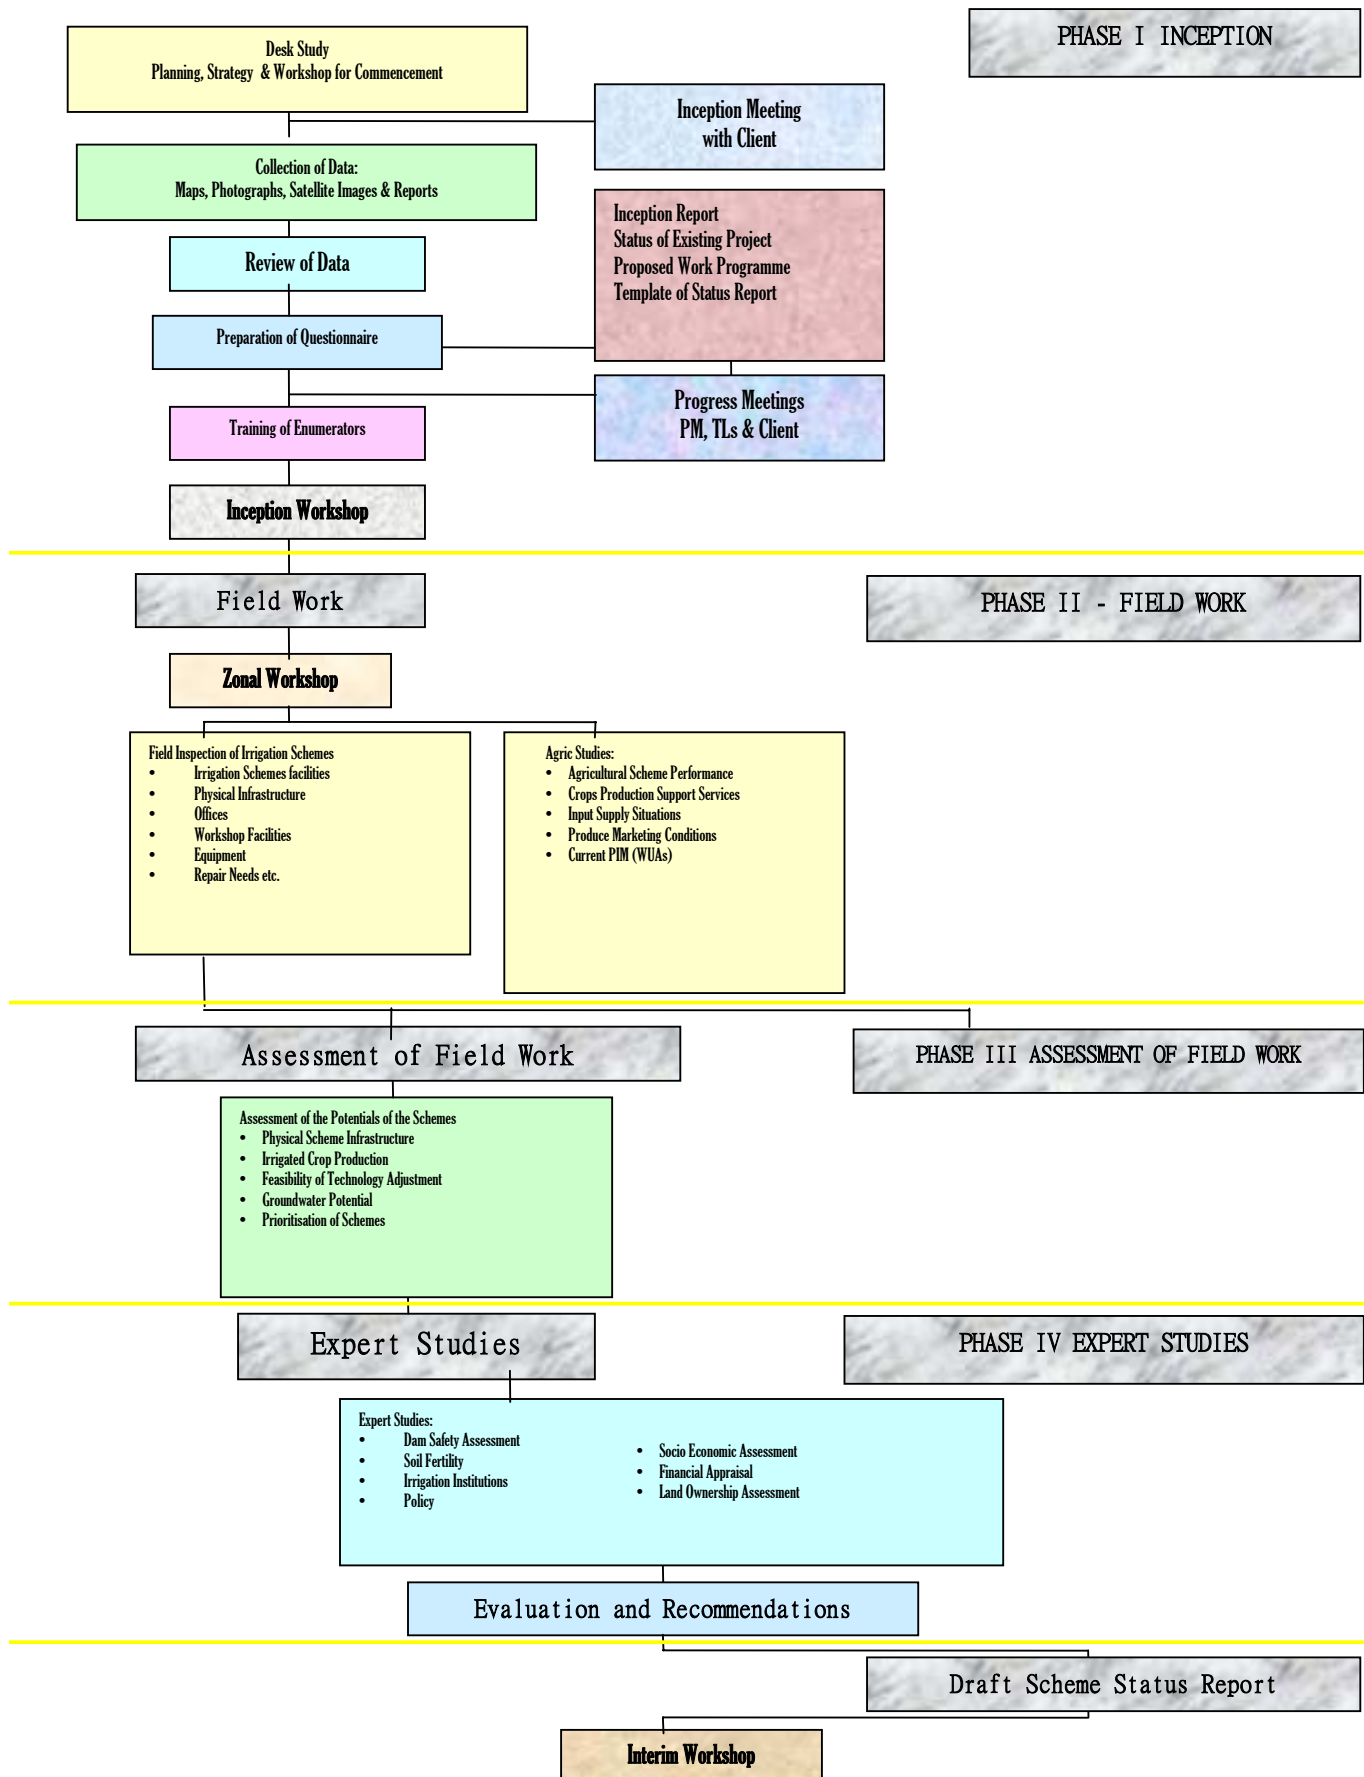 PHASE I INCEPTION
Desk Study
Planning, Strategy & Workshop for Commencement
Inception Meeting
with Client
Collection of Data:
Maps, Photographs, Satellite Images & Reports
Inception Report
Status of Existing Project
Proposed Work Programme
Template of Status Report
Review of Data
Preparation of Questionnaire
Progress Meetings
PM, TLs & Client
Training of Enumerators
Inception Workshop
Field Work
PHASE II - FIELD WORK
Zonal Workshop
Field Inspection of Irrigation Schemes
• Irrigation Schemes facilities
• Physical Infrastructure
• Offices
• Workshop Facilities
• Equipment
• Repair Needs etc.
Agric Studies:
• Agricultural Scheme Performance
• Crops Production Support Services
• Input Supply Situations
• Produce Marketing Conditions
• Current PIM (WUAs)
Assessment of Field Work
PHASE III ASSESSMENT OF FIELD WORK
Assessment of the Potentials of the Schemes
• Physical Scheme Infrastructure
• Irrigated Crop Production
• Feasibility of Technology Adjustment
• Groundwater Potential
• Prioritisation of Schemes
Expert Studies
PHASE IV EXPERT STUDIES
Expert Studies:
• Dam Safety Assessment
• Soil Fertility
• Irrigation Institutions
• Policy
• Socio Economic Assessment
• Financial Appraisal
• Land Ownership Assessment
Evaluation and Recommendations
Draft Scheme Status Report
Interim Workshop